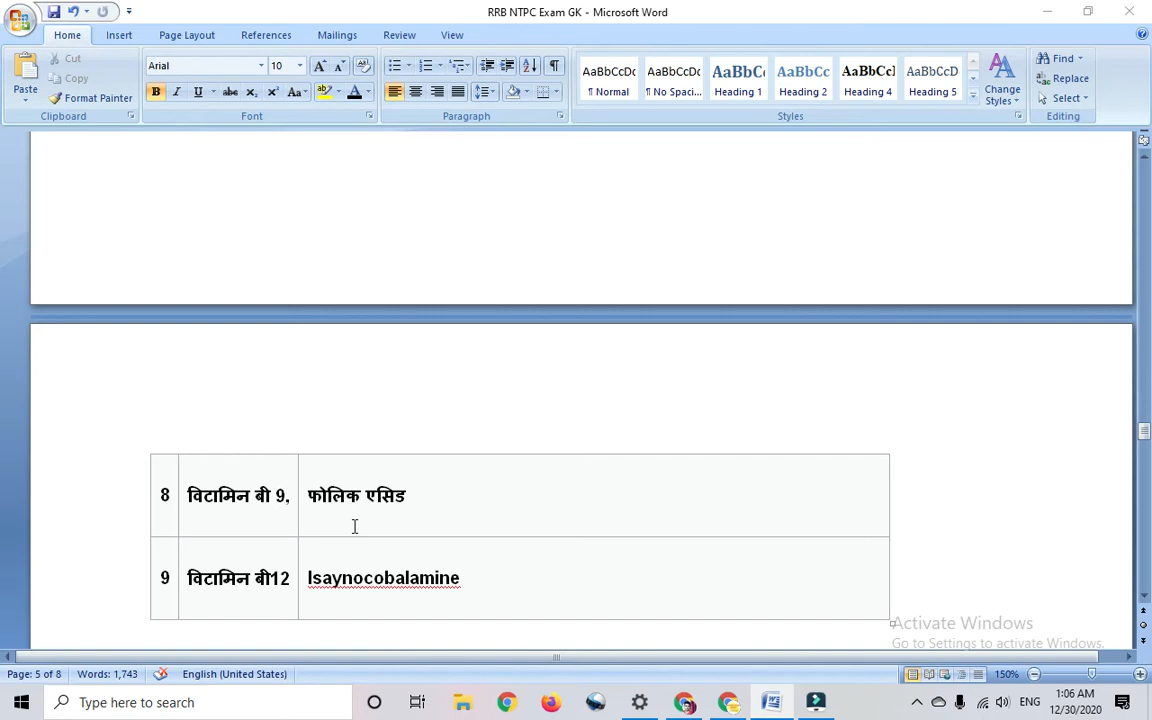 RRB NTPC Exam GK - Microsoft Word
Home Insert Page Layout References Mailings Review View
Paste
Cut
Copy
Format Painter
Clipboard
Arial 10
B I U abe X₂ X² Aa
Font
Paragraph
AaBbCcDc AaBbCcDc AaBbC AaBbCc AaBbCcI AaBbCcD
¶ Normal ¶ No Spaci... Heading 1 Heading 2 Heading 4 Heading 5
Change
Styles
Styles
Find
Replace
Select
Editing
8 विटामिन बी 9, फोलिक एसिड
9 विटामिन बी12 Isaynocobalamine
Activate Windows
Go to Settings to activate Windows.
Page: 5 of 8 Words: 1,743 English (United States) 150%
Type here to search
ENG
1:06 AM
12/30/2020